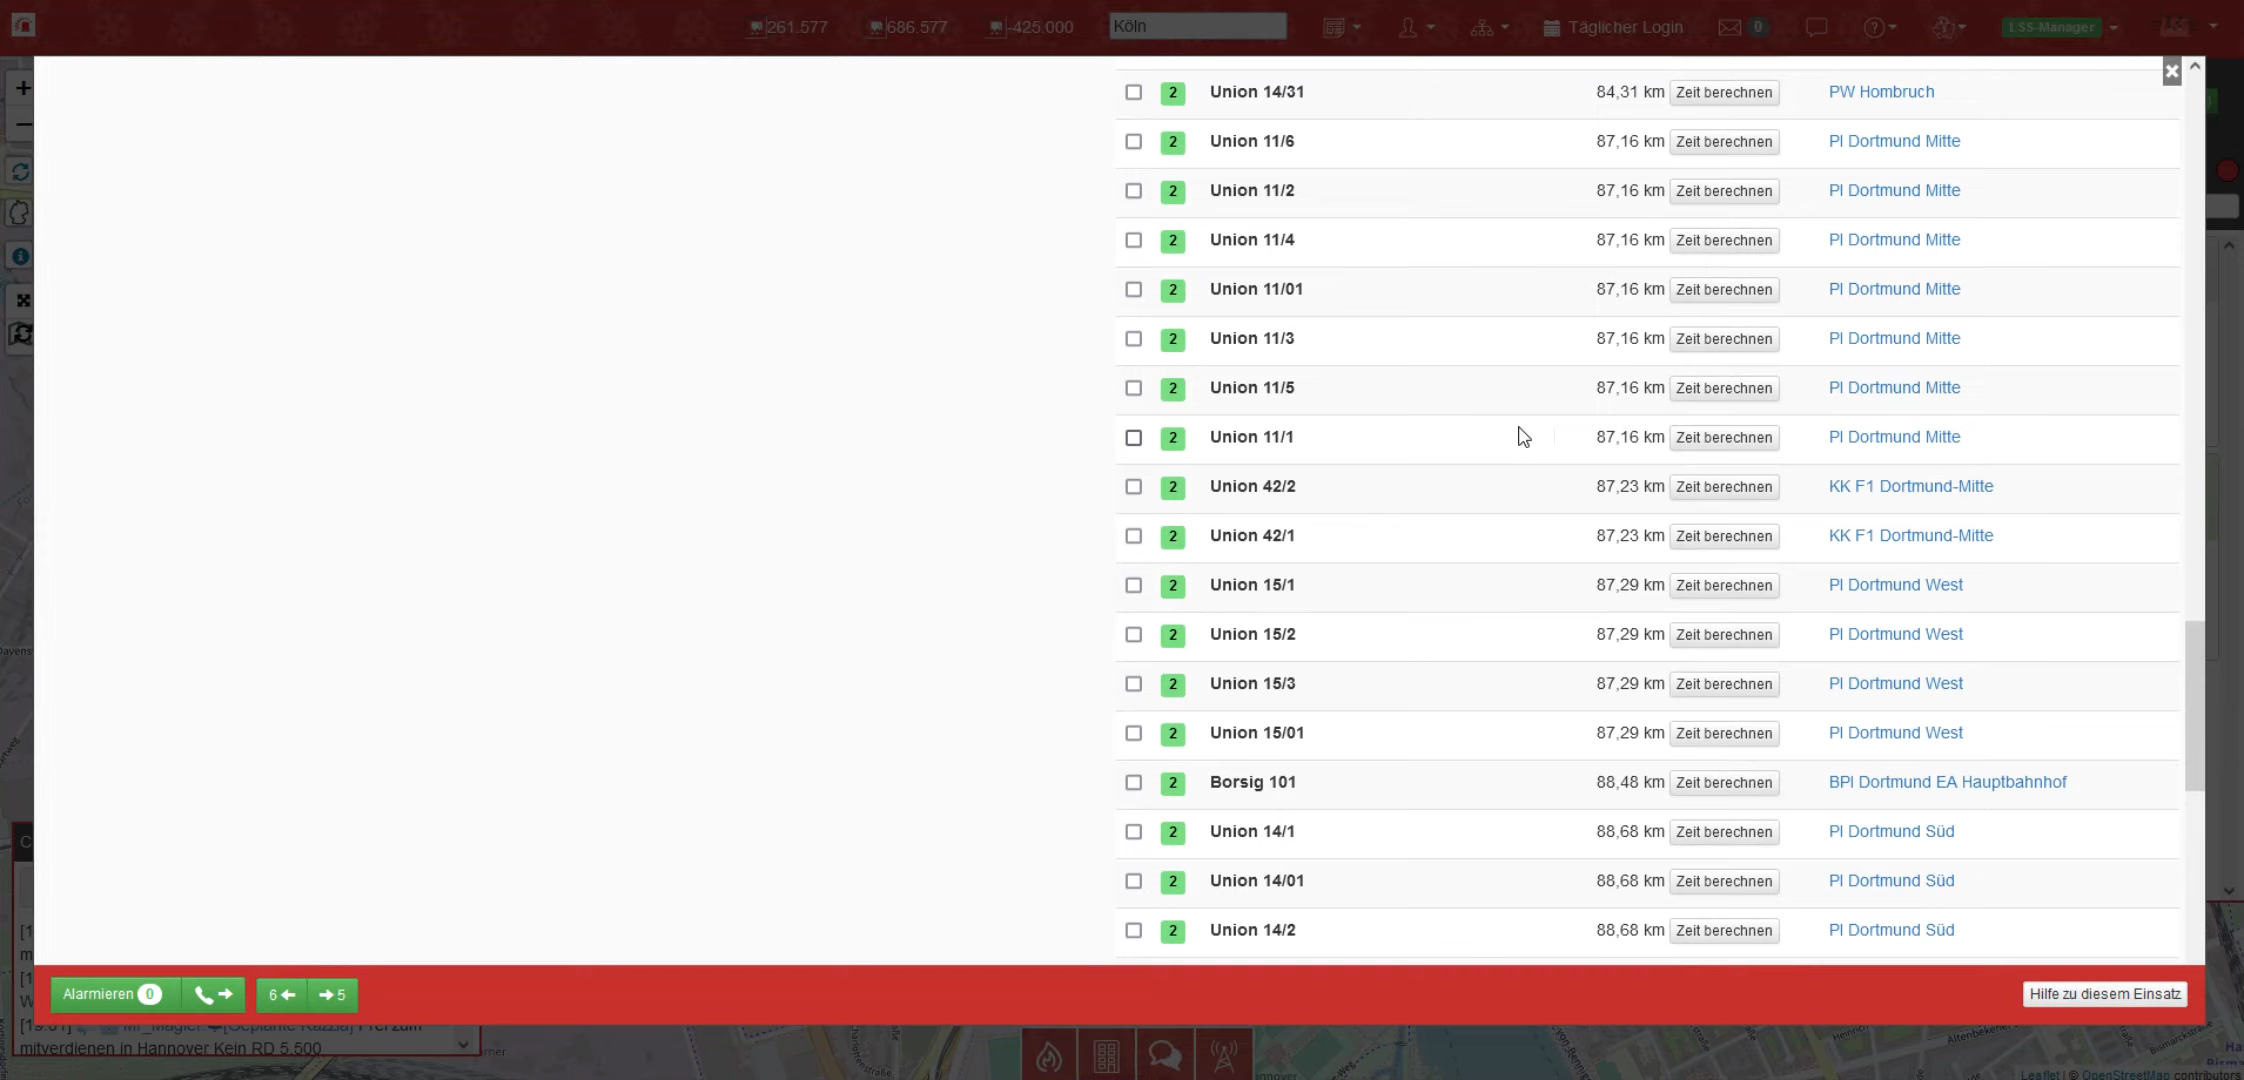 261.577 686.577 -425.000 Köln Täglicher Login 0 LSS-Manager
Union 14/31 84,31 km Zeit berechnen PW Hombruch
2 Union 11/6 87,16 km Zeit berechnen PI Dortmund Mitte
2 Union 11/2 87,16 km Zeit berechnen PI Dortmund Mitte
2 Union 11/4 87,16 km Zeit berechnen PI Dortmund Mitte
2 Union 11/01 87,16 km Zeit berechnen PI Dortmund Mitte
2 Union 11/3 87,16 km Zeit berechnen PI Dortmund Mitte
2 Union 11/5 87,16 km Zeit berechnen PI Dortmund Mitte
2 Union 11/1 87,16 km Zeit berechnen PI Dortmund Mitte
2 Union 42/2 87,23 km Zeit berechnen KK F1 Dortmund-Mitte
2 Union 42/1 87,23 km Zeit berechnen KK F1 Dortmund-Mitte
2 Union 15/1 87,29 km Zeit berechnen PI Dortmund West
2 Union 15/2 87,29 km Zeit berechnen PI Dortmund West
2 Union 15/3 87,29 km Zeit berechnen PI Dortmund West
2 Union 15/01 87,29 km Zeit berechnen PI Dortmund West
2 Borsig 101 88,48 km Zeit berechnen BPI Dortmund EA Hauptbahnhof
2 Union 14/1 88,68 km Zeit berechnen PI Dortmund Süd
2 Union 14/01 88,68 km Zeit berechnen PI Dortmund Süd
2 Union 14/2 88,68 km Zeit berechnen PI Dortmund Süd
Alarmieren 0 6 5 Hilfe zu diesem Einsatz
mitverdienen in Hannover Kein RD 5.500
Leaflet | © OpenStreetMap contributors